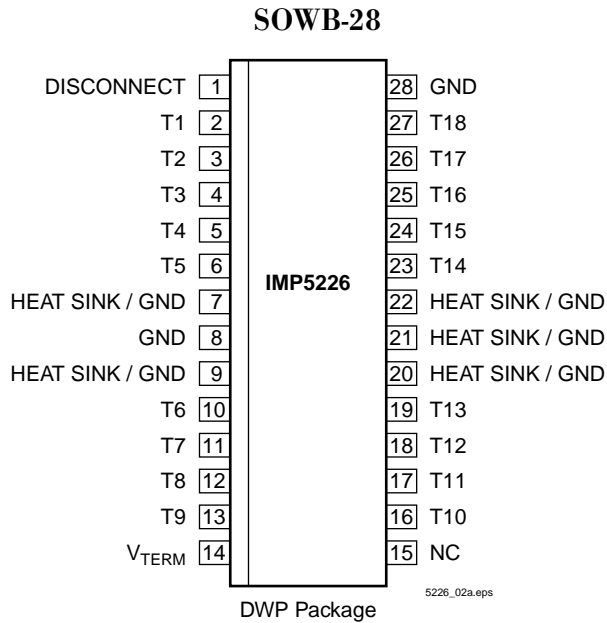 SOWB-28
DISCONNECT 1 28 GND
T1 2 27 T18
T2 3 26 T17
T3 4 25 T16
T4 5 24 T15
T5 6 23 T14
IMP5226
HEAT SINK / GND 7 22 HEAT SINK / GND
GND 8 21 HEAT SINK / GND
HEAT SINK / GND 9 20 HEAT SINK / GND
T6 10 19 T13
T7 11 18 T12
T8 12 17 T11
T9 13 16 T10
VTERM 14 15 NC
5226_02a.eps
DWP Package